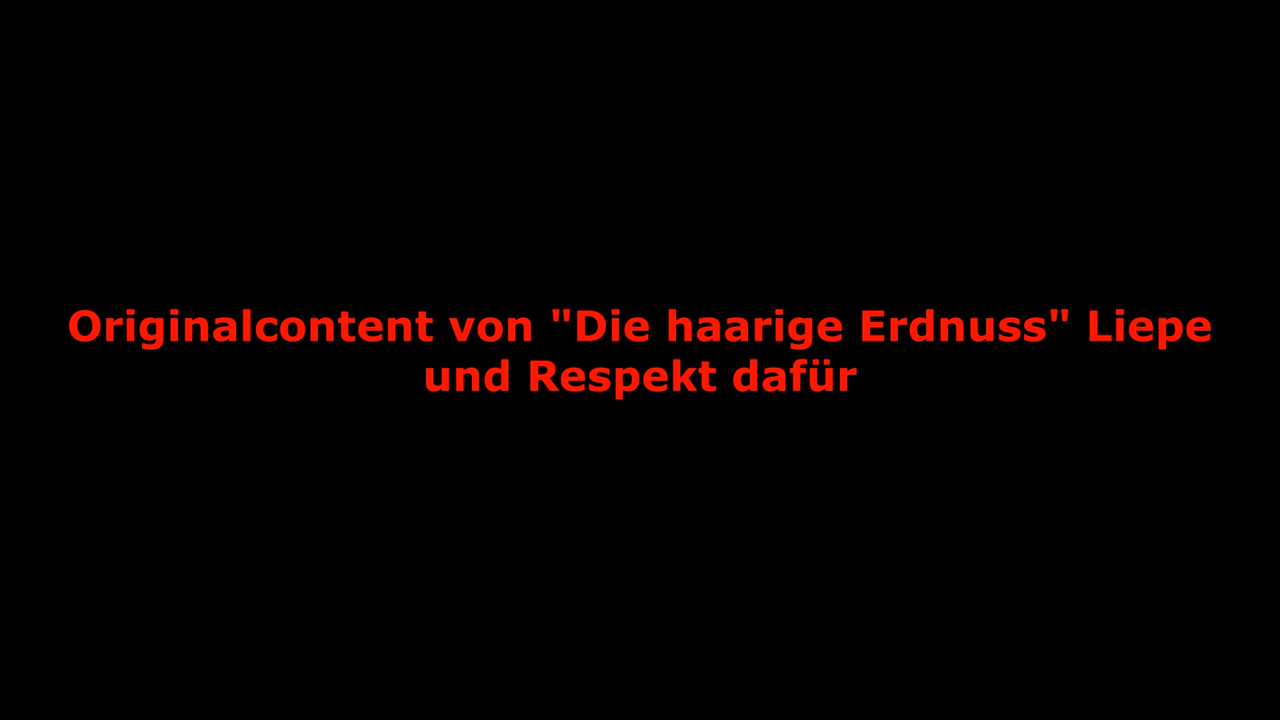 Originalcontent von "Die haarige Erdnuss" Liepe
und Respekt dafür